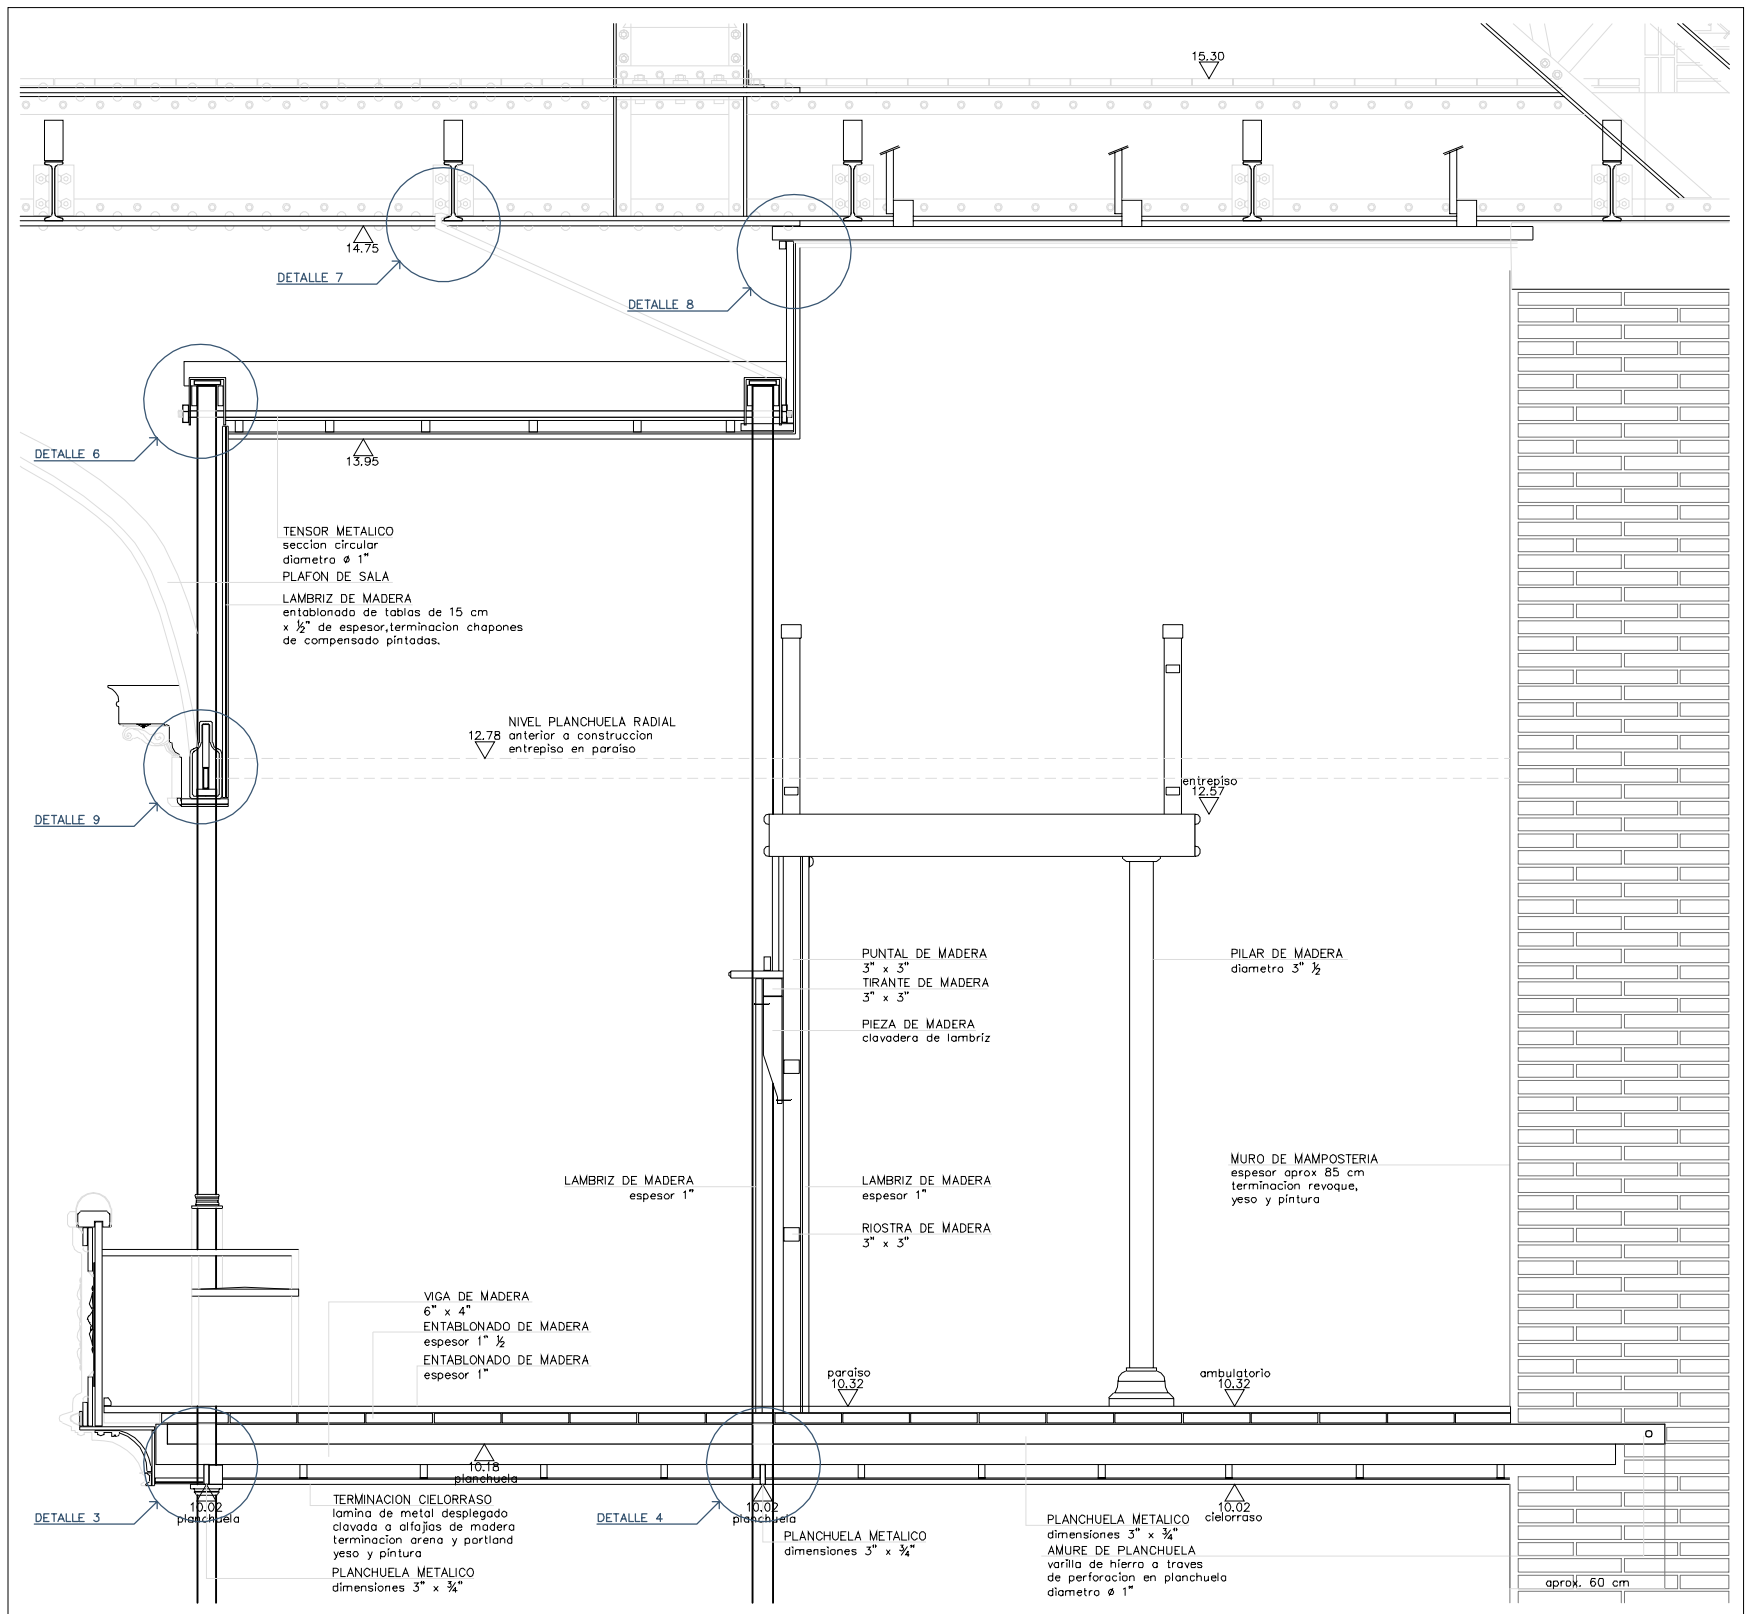 15.30
14.75
DETALLE 7
DETALLE 8
DETALLE 6
13.95
TENSOR METALICO
seccion circular
diametro ø 1"
PLAFON DE SALA
LAMBRIZ DE MADERA
entablonado de tablas de 15 cm
x ½" de espesor,terminacion chapones
de compensado pintadas.
NIVEL PLANCHUELA RADIAL
12.78 anterior a construccion
entrepiso en paraiso
entrepiso
12.57
DETALLE 9
PUNTAL DE MADERA
3" x 3"
TIRANTE DE MADERA
3" x 3"
PILAR DE MADERA
diametro 3" ½
PIEZA DE MADERA
clavadera de lambriz
MURO DE MAMPOSTERIA
espesor aprox 85 cm
terminacion revoque,
yeso y pintura
LAMBRIZ DE MADERA
espesor 1"
LAMBRIZ DE MADERA
espesor 1"
RIOSTRA DE MADERA
3" x 3"
VIGA DE MADERA
6" x 4"
ENTABLONADO DE MADERA
espesor 1" ½
ENTABLONADO DE MADERA
espesor 1"
paraiso
10.32
ambulatorio
10.32
10.18
planchuela
10.02
planchuela
10.02
planchuela
10.02
cielorraso
DETALLE 3
TERMINACION CIELORRASO
lamina de metal desplegado
clavada a alfajias de madera
terminacion arena y portland
yeso y pintura
PLANCHUELA METALICO
dimensiones 3" x ¾"
DETALLE 4
PLANCHUELA METALICO
dimensiones 3" x ¾"
PLANCHUELA METALICO
dimensiones 3" x ¾"
AMURE DE PLANCHUELA
varilla de hierro a traves
de perforacion en planchuela
diametro ø 1"
aprox. 60 cm